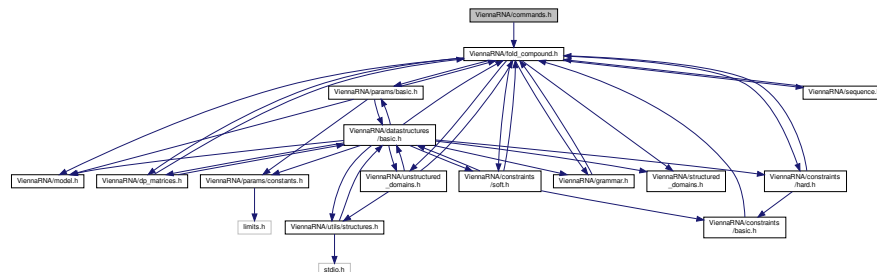 ViennaRNA/commands.h
ViennaRNA/fold_compound.h
ViennaRNA/params/basic.h
ViennaRNA/sequence.
ViennaRNA/datastructures
/basic.h
ViennaRNA/model.h
ViennaRNA/dp_matrices.h
ViennaRNA/params/constants.h
ViennaRNA/unstructured
_domains.h
ViennaRNA/constraints
/soft.h
ViennaRNA/grammar.h
ViennaRNA/structured
_domains.h
ViennaRNA/constraints
/hard.h
limits.h
ViennaRNA/utils/structures.h
ViennaRNA/constraints
/basic.h
stdio.h